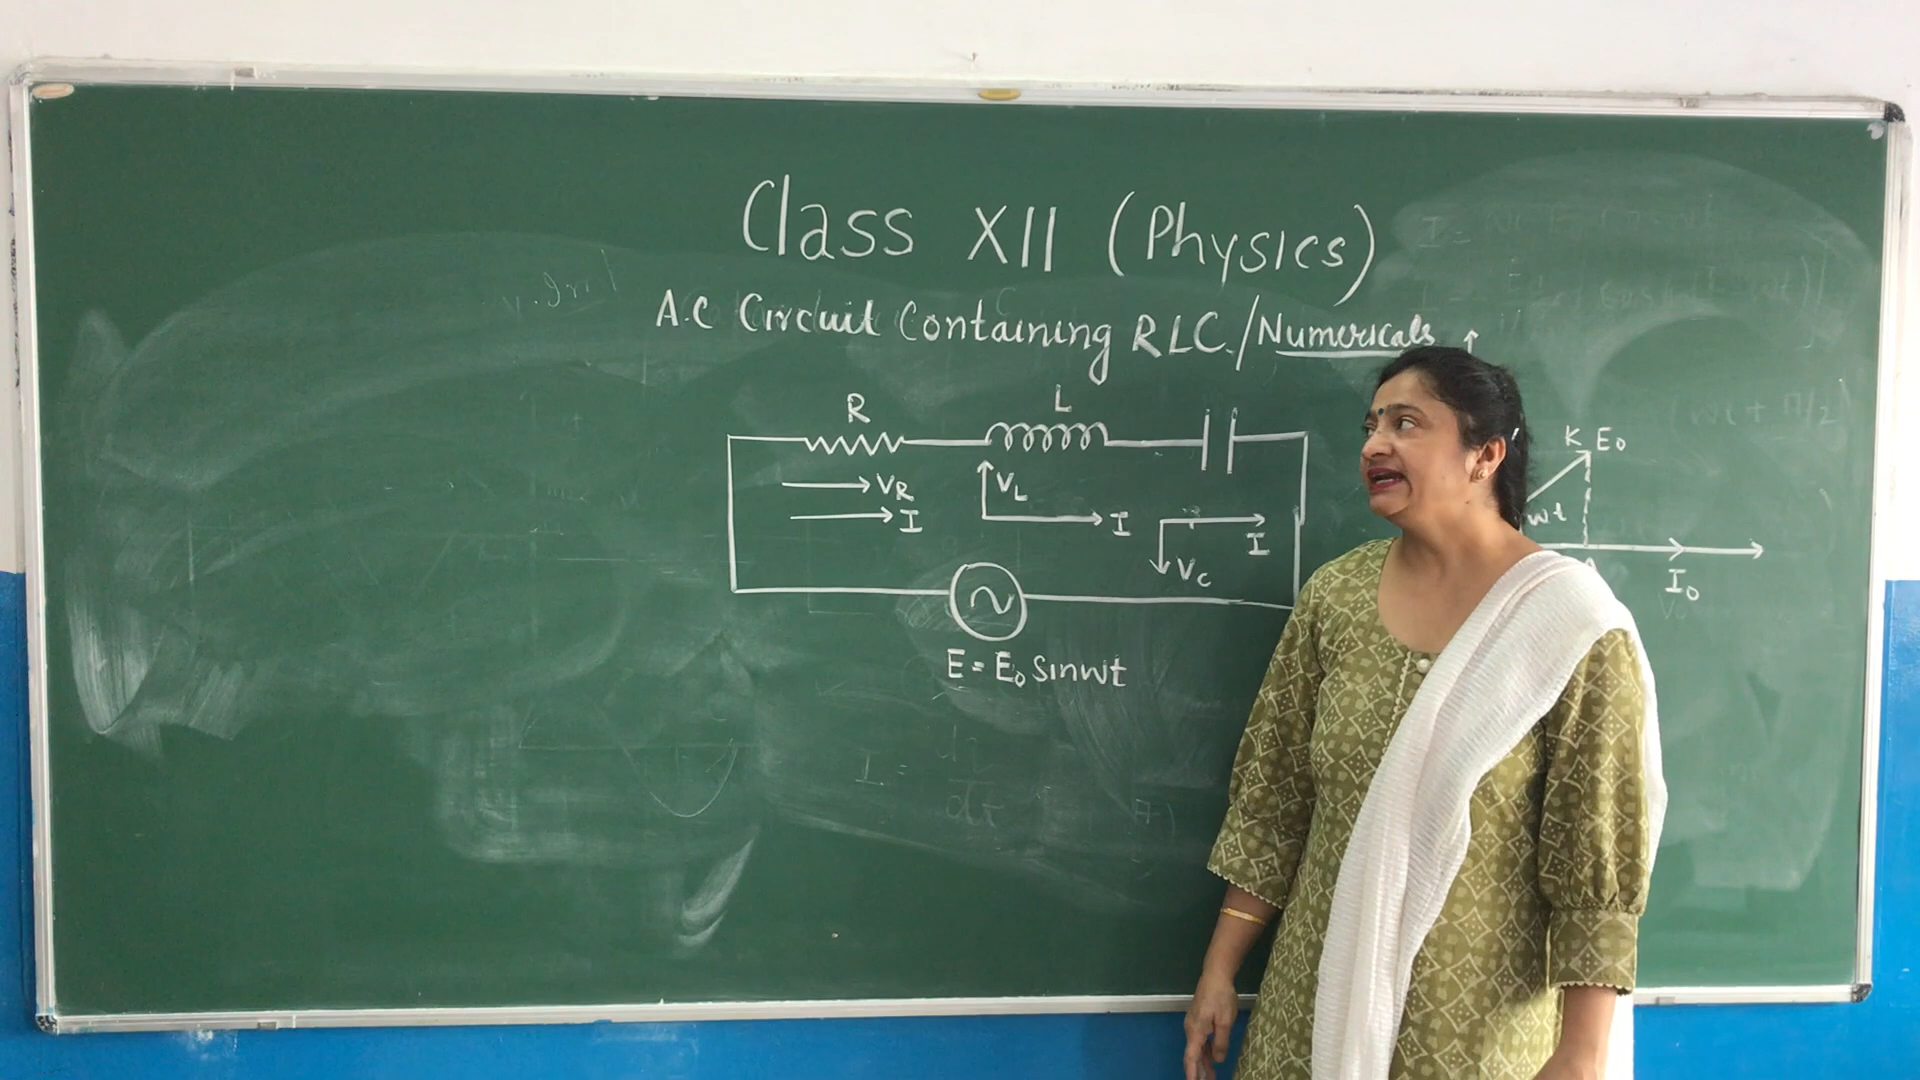 Class XII (Physics)
A.C Circuit Containing RLC./Numericals
R
L
VR
I
VL
I
I
VC
E = E₀ sinwt
K E₀
wt
I₀